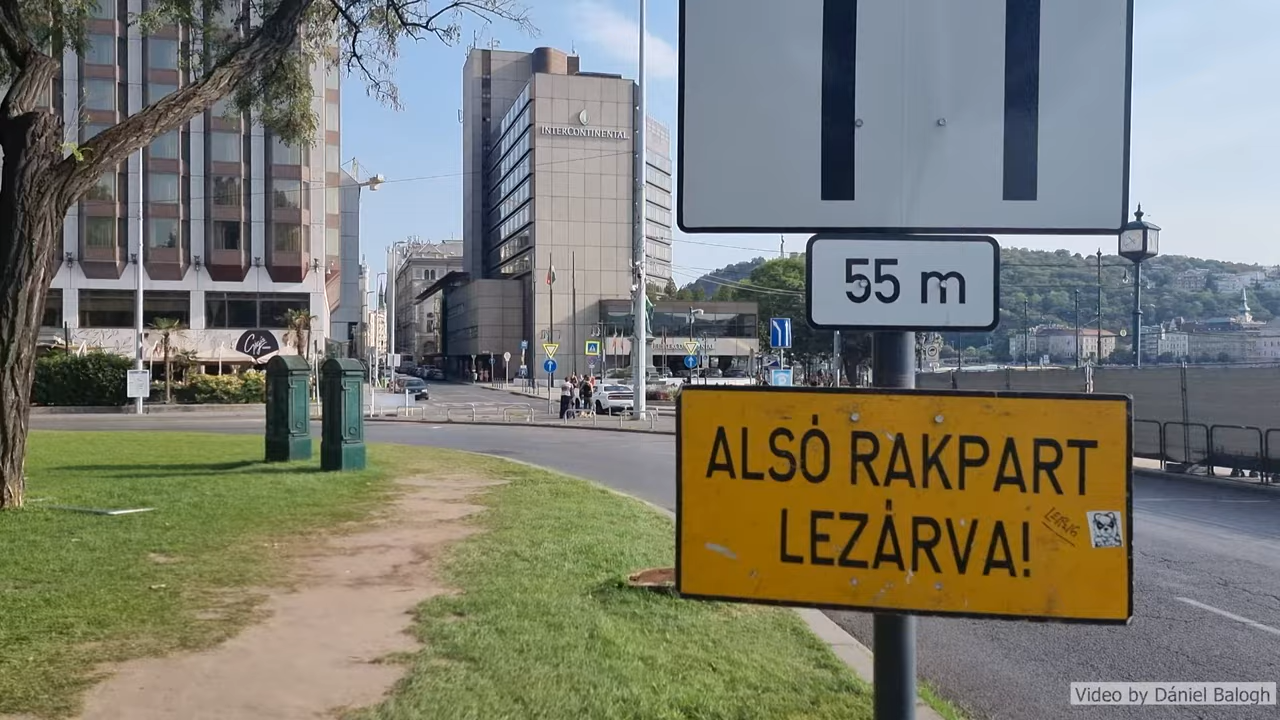 INTERCONTINENTAL
55 m
ALSÓ RAKPART
LEZÁRVA!
Video by Dániel Balogh